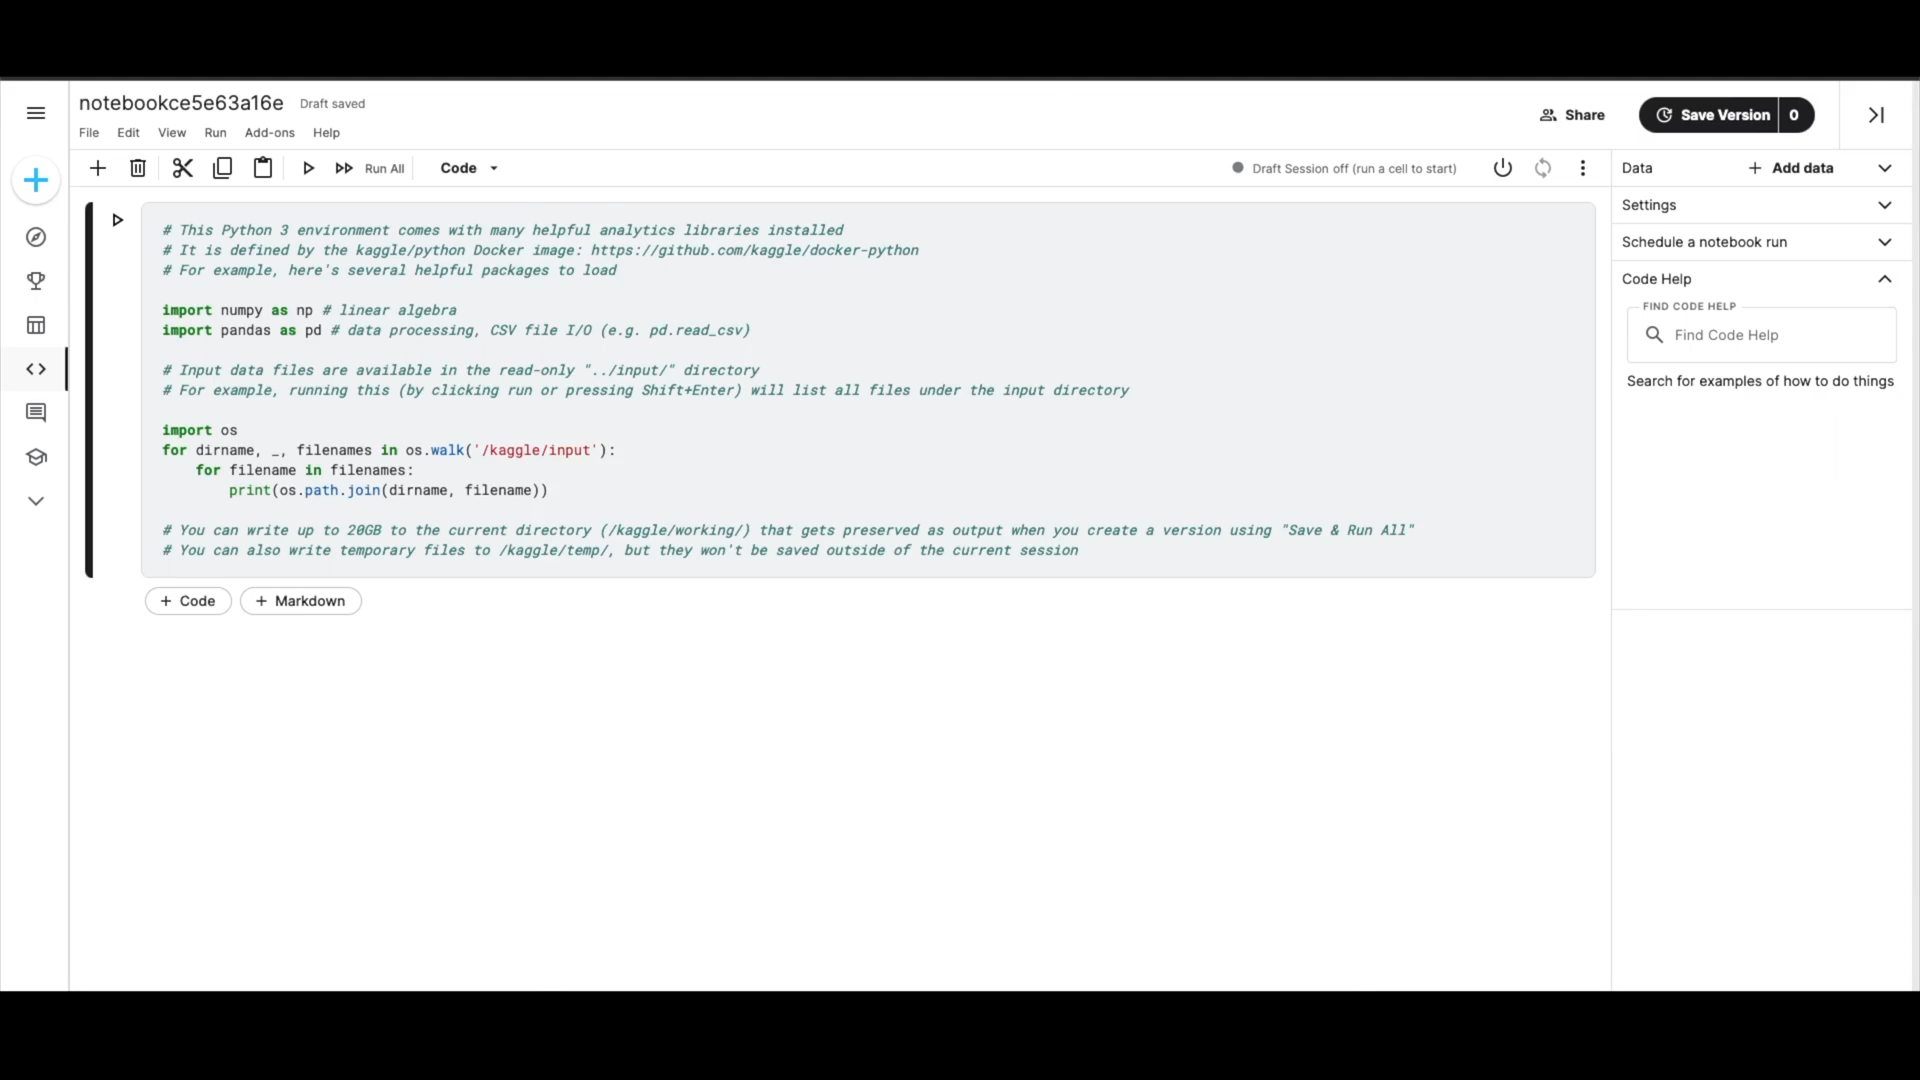 notebookce5e63a16e Draft saved
File Edit View Run Add-ons Help
Share
Save Version 0
Run All Code
Draft Session off (run a cell to start)
Data Add data
Settings
Schedule a notebook run
Code Help
FIND CODE HELP
Find Code Help
Search for examples of how to do things
# This Python 3 environment comes with many helpful analytics libraries installed
# It is defined by the kaggle/python Docker image: https://github.com/kaggle/docker-python
# For example, here's several helpful packages to load
import numpy as np # linear algebra
import pandas as pd # data processing, CSV file I/O (e.g. pd.read_csv)
# Input data files are available in the read-only "../input/" directory
# For example, running this (by clicking run or pressing Shift+Enter) will list all files under the input directory
import os
for dirname, _, filenames in os.walk('/kaggle/input'):
    for filename in filenames:
        print(os.path.join(dirname, filename))
# You can write up to 20GB to the current directory (/kaggle/working/) that gets preserved as output when you create a version using "Save & Run All"
# You can also write temporary files to /kaggle/temp/, but they won't be saved outside of the current session
+ Code + Markdown